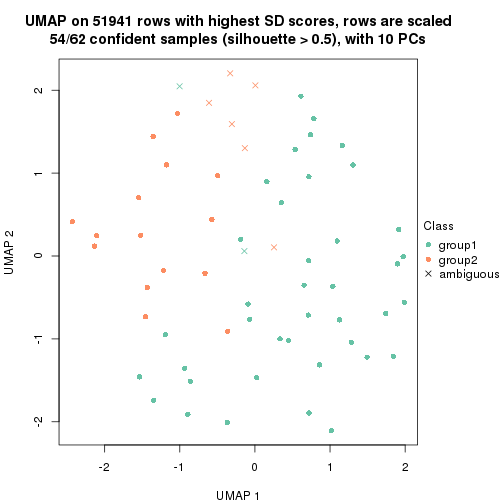 UMAP on 51941 rows with highest SD scores, rows are scaled
54/62 confident samples (silhouette > 0.5), with 10 PCs
2
1
0
-1
-2
UMAP 2
-2
-1
0
1
2
UMAP 1
Class
group1
group2
ambiguous